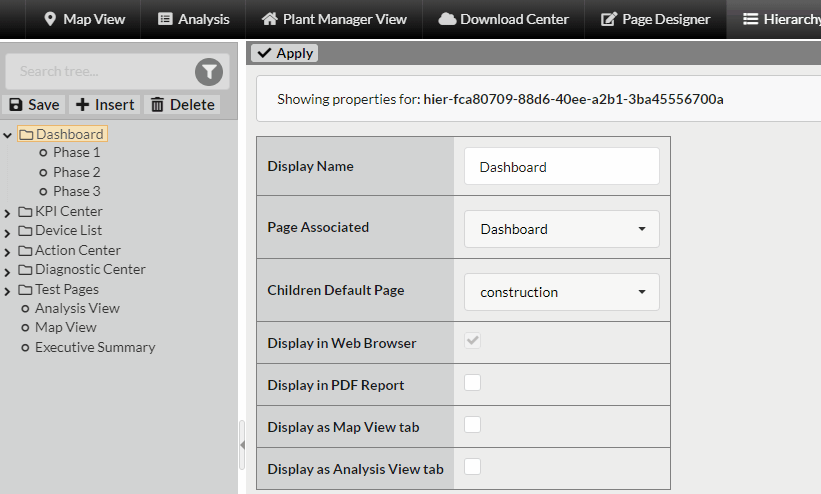 Map View
Analysis
Plant Manager View
Download Center
Page Designer
Hierarchy
Search tree...
Save
Insert
Delete
Dashboard
Phase 1
Phase 2
Phase 3
KPI Center
Device List
Action Center
Diagnostic Center
Test Pages
Analysis View
Map View
Executive Summary
Apply
Showing properties for: hier-fca80709-88d6-40ee-a2b1-3ba45556700a
Display Name
Dashboard
Page Associated
Dashboard
Children Default Page
construction
Display in Web Browser
Display in PDF Report
Display as Map View tab
Display as Analysis View tab